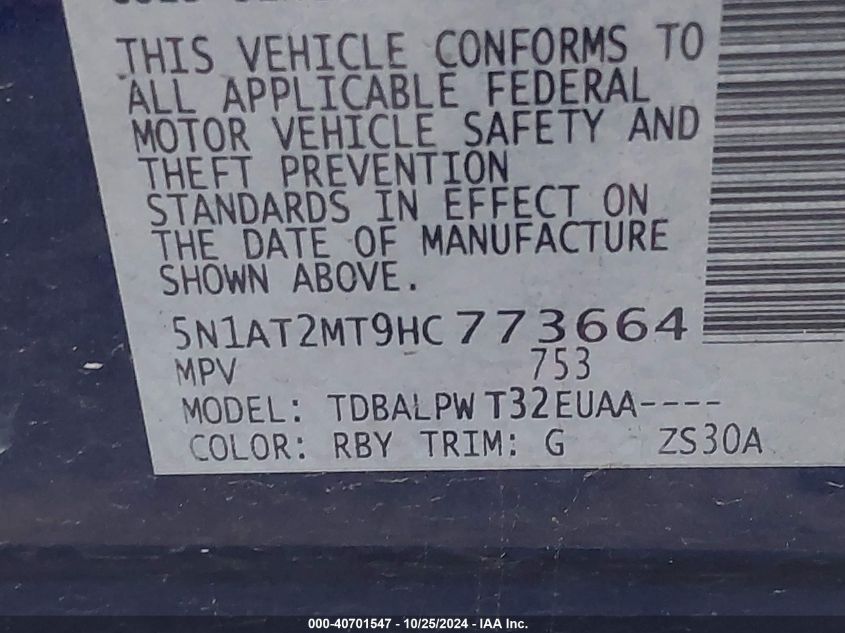 THIS VEHICLE CONFORMS TO
ALL APPLICABLE FEDERAL
MOTOR VEHICLE SAFETY AND
THEFT PREVENTION
STANDARDS IN EFFECT ON
THE DATE OF MANUFACTURE
SHOWN ABOVE.
5N1AT2MT9HC773664
MPV 753
MODEL: TDBALPW T32EUAA----
COLOR: RBY TRIM: G ZS30A
000-40701547 - 10/25/2024 - IAA Inc.